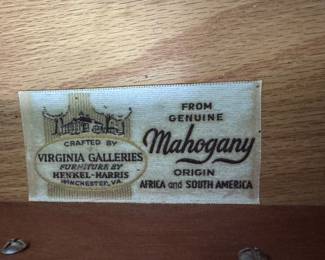 CRAFTED BY
VIRGINIA GALLERIES
FURNITURE BY
HENKEL-HARRIS
WINCHESTER, VA.
FROM
GENUINE
Mahogany
ORIGIN
AFRICA and SOUTH AMERICA